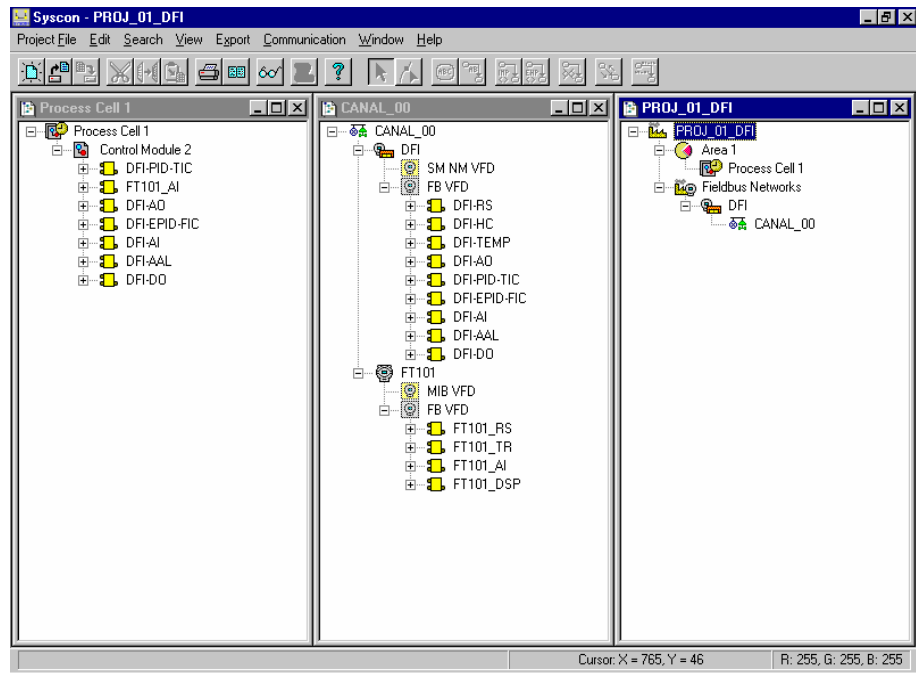 Syscon - PROJ_01_DFI
Project File Edit Search View Export Communication Window Help
Process Cell 1
Process Cell 1
Control Module 2
DFI-PID-TIC
FT101_AI
DFI-AO
DFI-EPID-FIC
DFI-AI
DFI-AAL
DFI-DO
CANAL_00
CANAL_00
DFI
SM NM VFD
FB VFD
DFI-RS
DFI-HC
DFI-TEMP
DFI-AO
DFI-PID-TIC
DFI-EPID-FIC
DFI-AI
DFI-AAL
DFI-DO
FT101
MIB VFD
FB VFD
FT101_RS
FT101_TR
FT101_AI
FT101_DSP
PROJ_01_DFI
PROJ_01_DFI
Area 1
Process Cell 1
Fieldbus Networks
DFI
CANAL_00
Cursor: X = 765, Y = 46
R: 255, G: 255, B: 255